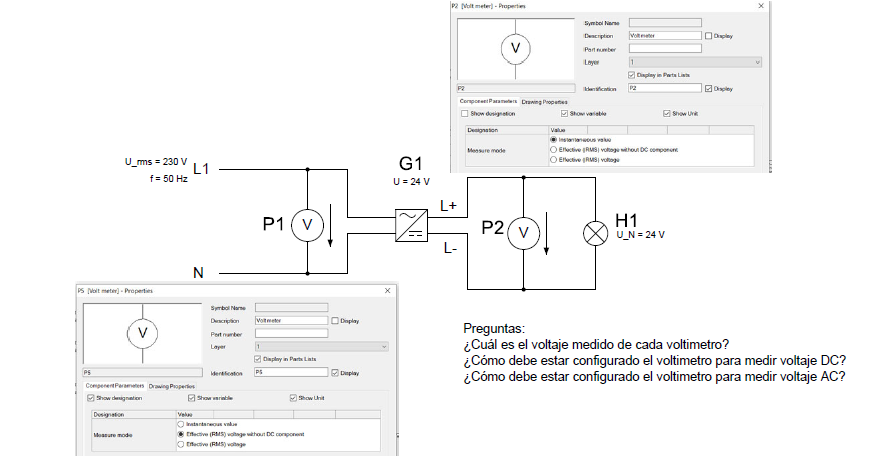 P2 [Volt meter] - Properties
V
Symbol Name
Description Voltmeter Display
Part number
Layer 1
Display in Parts Lists
P2 Identification P2 Display
Component Parameters Drawing Properties
Show designation Show variable Show Unit
Designation Value
Measure mode
Instantaneous value
Effective (RMS) voltage without DC component
Effective (RMS) voltage
U_rms = 230 V
f = 50 Hz
L1
G1
U = 24 V
P1
V
L+
L-
P2
V
H1
U_N = 24 V
N
P5 [Volt meter] - Properties
V
Symbol Name
Description Voltmeter Display
Part number
Layer 1
Display in Parts Lists
P5 Identification P5 Display
Component Parameters Drawing Properties
Show designation Show variable Show Unit
Designation Value
Measure mode
Instantaneous value
Effective (RMS) voltage without DC component
Effective (RMS) voltage
Preguntas:
¿Cuál es el voltaje medido de cada voltimetro?
¿Cómo debe estar configurado el voltimetro para medir voltaje DC?
¿Cómo debe estar configurado el voltimetro para medir voltaje AC?